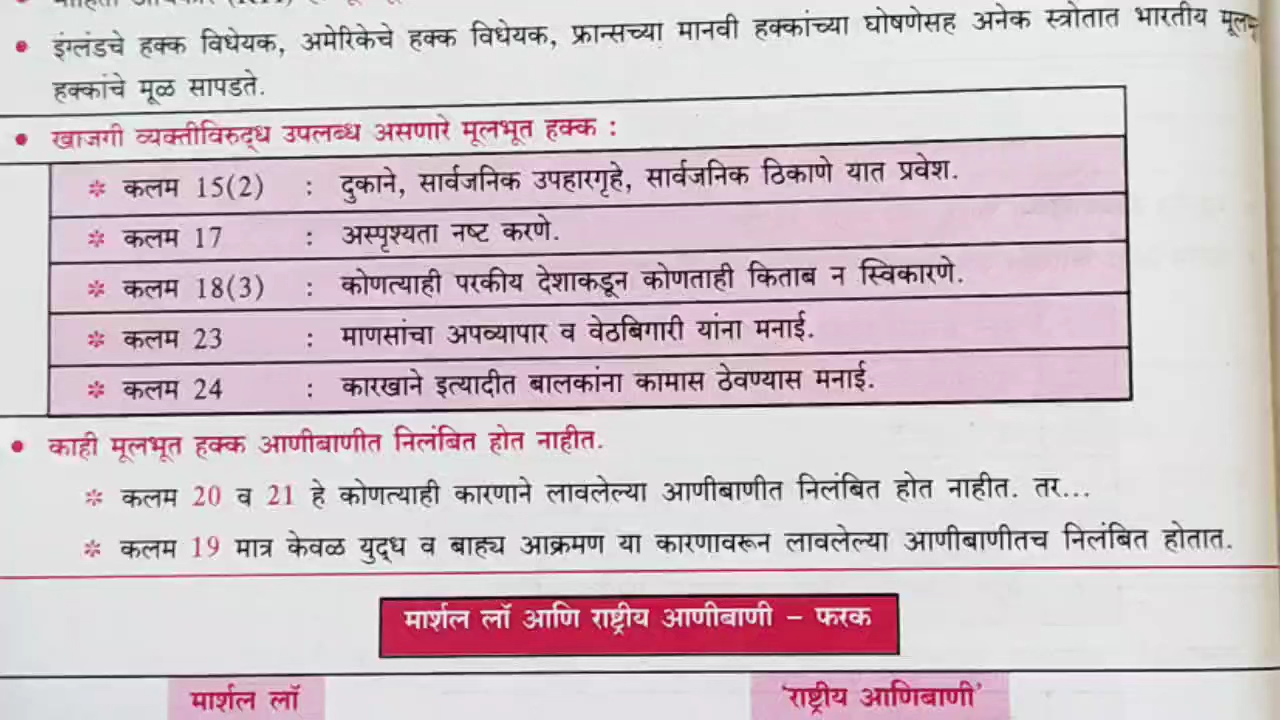 • इंग्लंडचे हक्क विधेयक, अमेरिकेचे हक्क विधेयक, फ्रान्सच्या मानवी हक्कांच्या घोषणेसह अनेक स्त्रोतात भारतीय
हक्कांचे मूळ सापडते.
• खाजगी व्यक्तीविरुद्ध उपलब्ध असणारे मूलभूत हक्क :
* कलम 15(2) : दुकाने, सार्वजनिक उपहारगृहे, सार्वजनिक ठिकाणे यात प्रवेश.
* कलम 17 : अस्पृश्यता नष्ट करणे.
* कलम 18(3) : कोणत्याही परकीय देशाकडून कोणताही किताब न स्विकारणे.
* कलम 23 : माणसांचा अपव्यापार व वेठबिगारी यांना मनाई.
* कलम 24 : कारखाने इत्यादीत बालकांना कामास ठेवण्यास मनाई.
• काही मूलभूत हक्क आणीबाणीत निलंबित होत नाहीत.
* कलम 20 व 21 हे कोणत्याही कारणाने लावलेल्या आणीबाणीत निलंबित होत नाहीत. तर...
* कलम 19 मात्र केवळ युद्ध व बाह्य आक्रमण या कारणावरून लावलेल्या आणीबाणीतच निलंबित होतात.
मार्शल लॉ आणि राष्ट्रीय आणीबाणी – फरक
मार्शल लॉ 'राष्ट्रीय आणिबाणी'